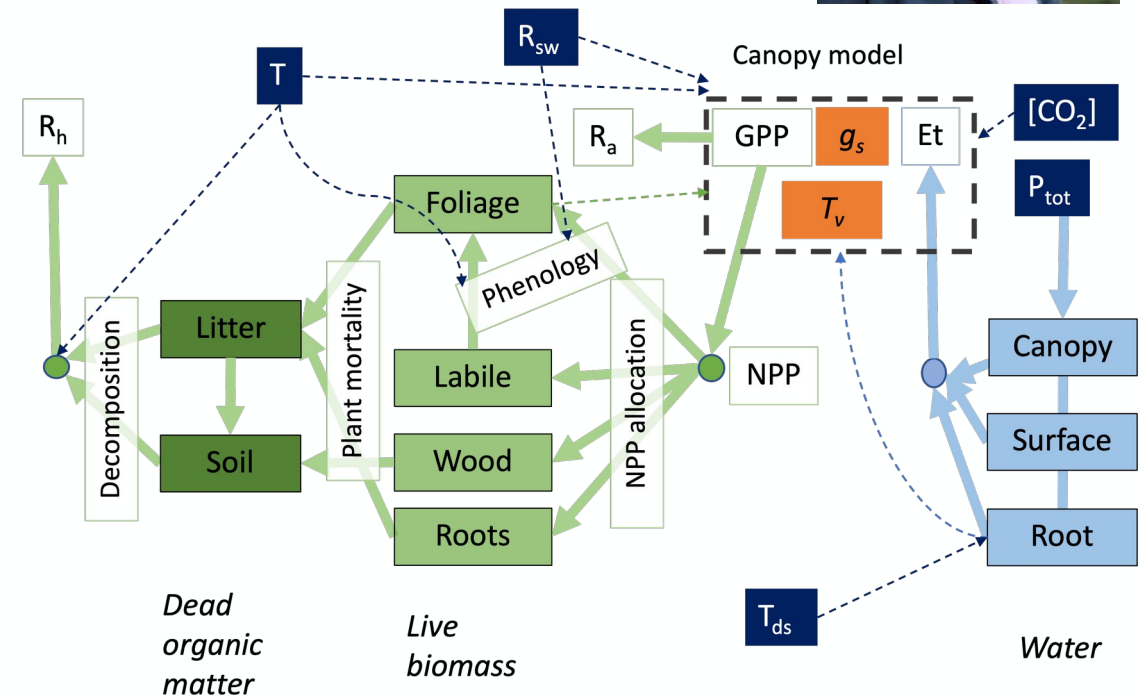 R_sw
Canopy model
T
[CO₂]
R_h
R_a
GPP
g_s
Et
P_tot
Foliage
T_v
Phenology
Litter
Plant mortality
Decomposition
Labile
NPP allocation
NPP
Canopy
Soil
Wood
Surface
Roots
Root
T_ds
Dead
organic
matter
Live
biomass
Water